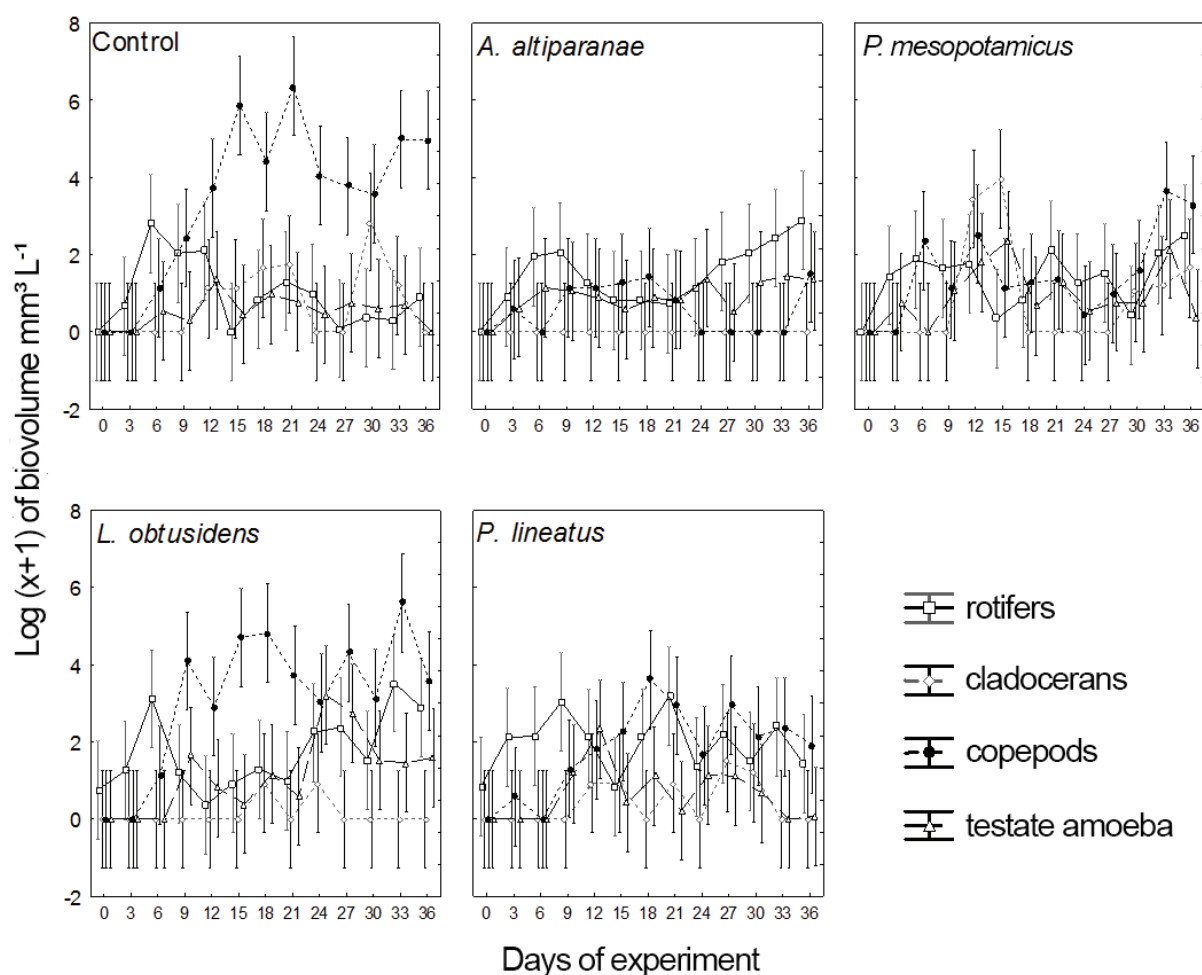 Control
A. altiparanae
P. mesopotamicus
8
6
4
2
0
-2
0 3 6 9 12 15 18 21 24 27 30 33 36
0 3 6 9 12 15 18 21 24 27 30 33 36
0 3 6 9 12 15 18 21 24 27 30 33 36
Log (x+1) of biovolume mm³ L⁻¹
L. obtusidens
P. lineatus
8
6
4
2
0
-2
0 3 6 9 12 15 18 21 24 27 30 33 36
0 3 6 9 12 15 18 21 24 27 30 33 36
rotifers
cladocerans
copepods
testate amoeba
Days of experiment